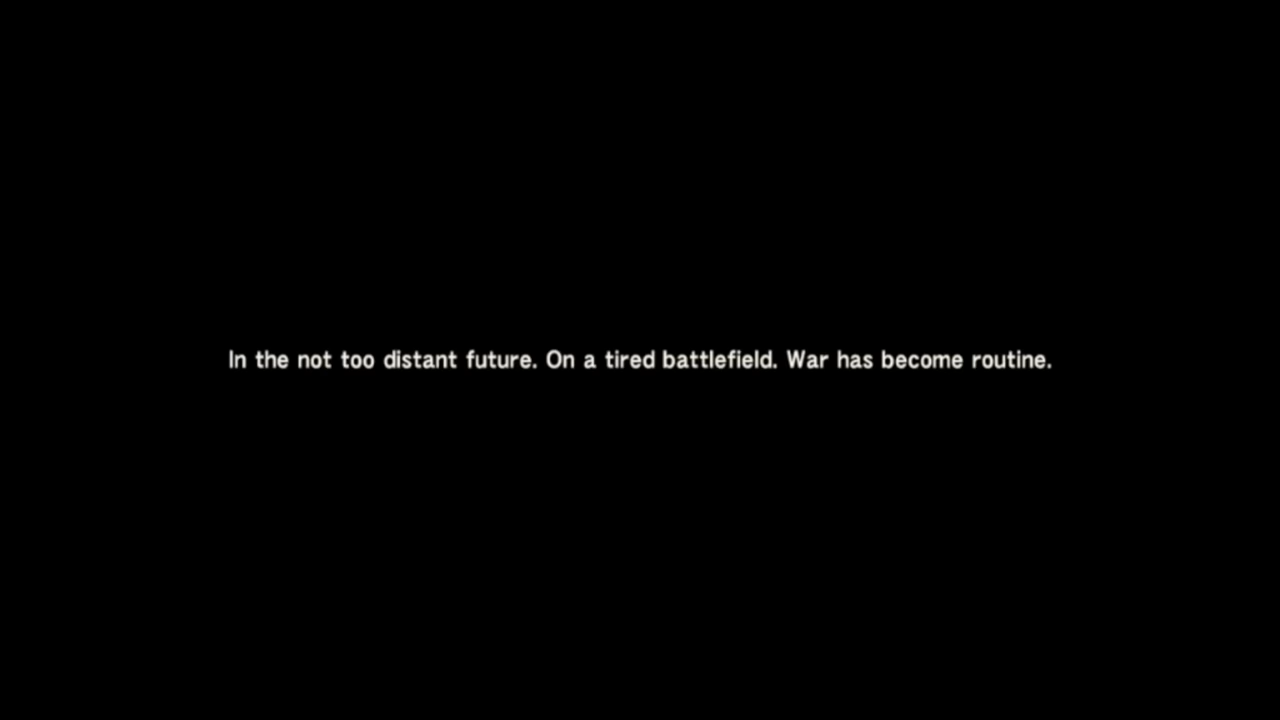 In the not too distant future. On a tired battlefield. War has become routine.